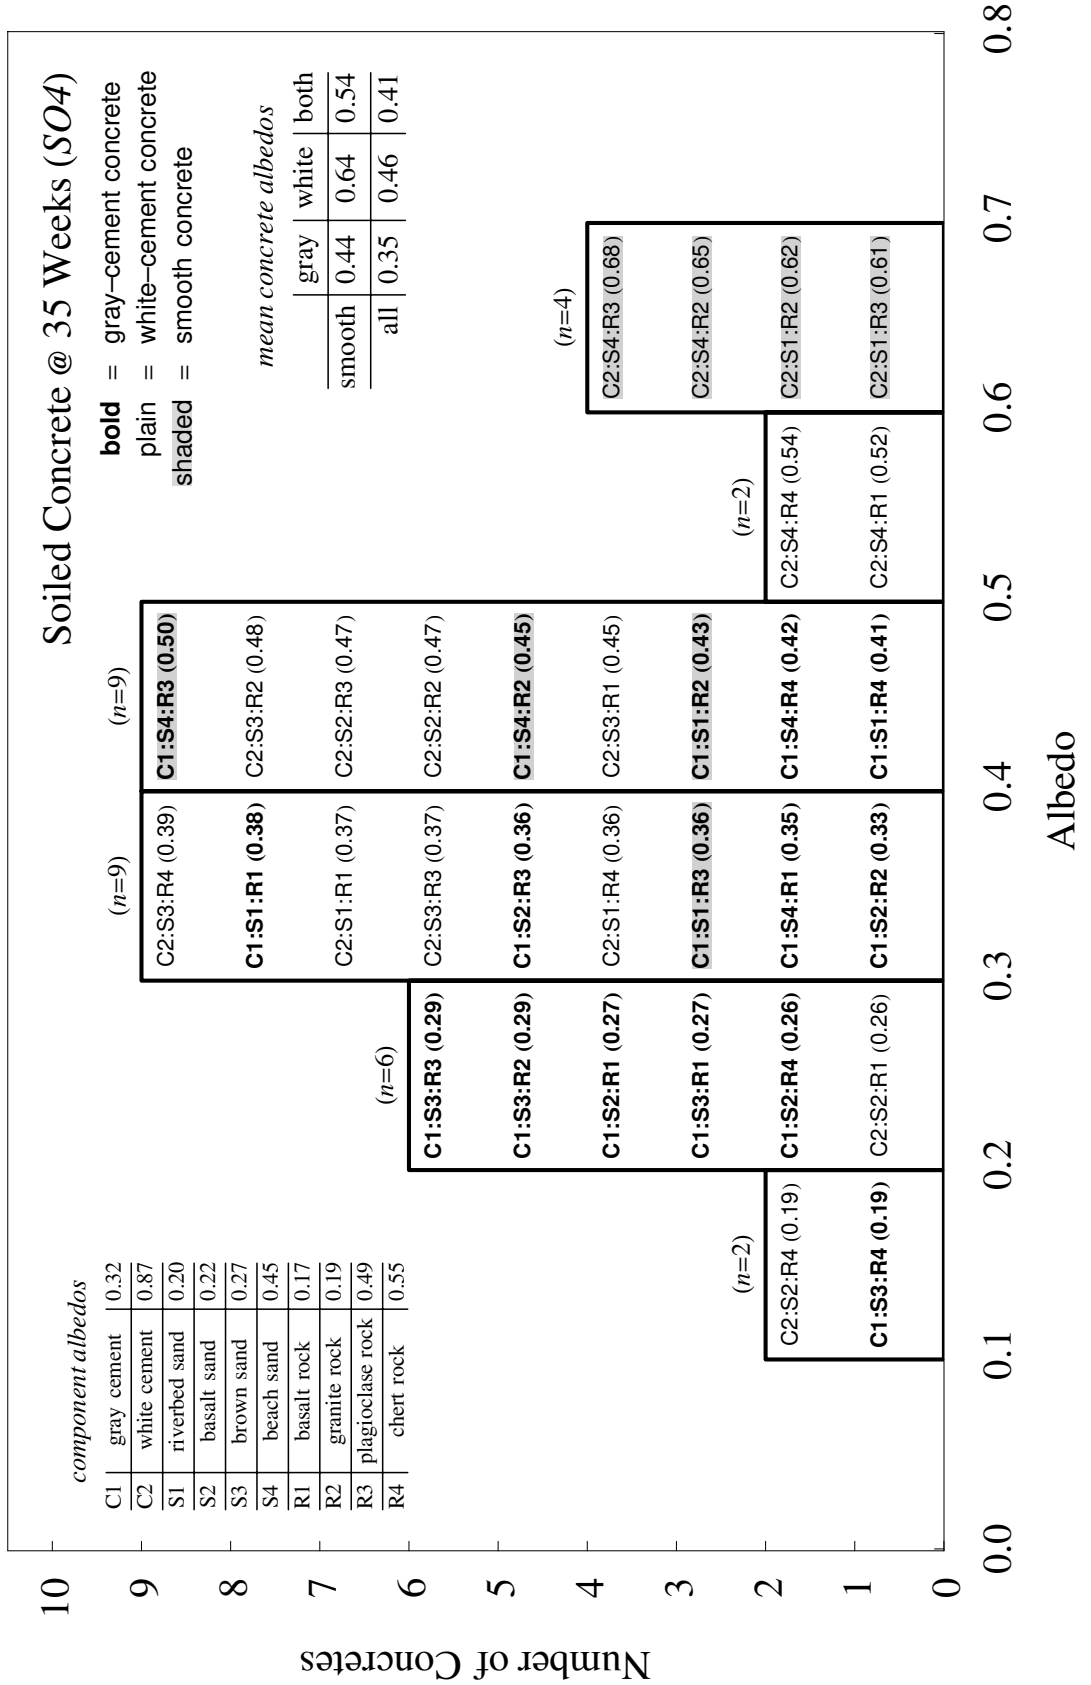 Soiled Concrete @ 35 Weeks (SO4)
bold = gray–cement concrete
plain = white–cement concrete
shaded = smooth concrete
component albedos
C1 gray cement 0.32
C2 white cement 0.87
S1 riverbed sand 0.20
S2 basalt sand 0.22
S3 brown sand 0.27
S4 beach sand 0.45
R1 basalt rock 0.17
R2 granite rock 0.19
R3 plagioclase rock 0.49
R4 chert rock 0.55
mean concrete albedos
gray white both
smooth 0.44 0.64 0.54
all 0.35 0.46 0.41
Number of Concretes
10
9
8
7
6
5
4
3
2
1
0
(n=2)
C2:S2:R4 (0.19)
C1:S3:R4 (0.19)
(n=6)
C1:S3:R3 (0.29)
C1:S3:R2 (0.29)
C1:S2:R1 (0.27)
C1:S3:R1 (0.27)
C1:S2:R4 (0.26)
C2:S2:R1 (0.26)
(n=9)
C2:S3:R4 (0.39)
C1:S1:R1 (0.38)
C2:S1:R1 (0.37)
C2:S3:R3 (0.37)
C1:S2:R3 (0.36)
C2:S1:R4 (0.36)
C1:S1:R3 (0.36)
C1:S4:R1 (0.35)
C1:S2:R2 (0.33)
(n=9)
C1:S4:R3 (0.50)
C2:S3:R2 (0.48)
C2:S2:R3 (0.47)
C2:S2:R2 (0.47)
C1:S4:R2 (0.45)
C2:S3:R1 (0.45)
C1:S1:R2 (0.43)
C1:S4:R4 (0.42)
C1:S1:R4 (0.41)
(n=2)
C2:S4:R4 (0.54)
C2:S4:R1 (0.52)
(n=4)
C2:S4:R3 (0.68)
C2:S4:R2 (0.65)
C2:S1:R2 (0.62)
C2:S1:R3 (0.61)
0.0 0.1 0.2 0.3 0.4 0.5 0.6 0.7 0.8
Albedo